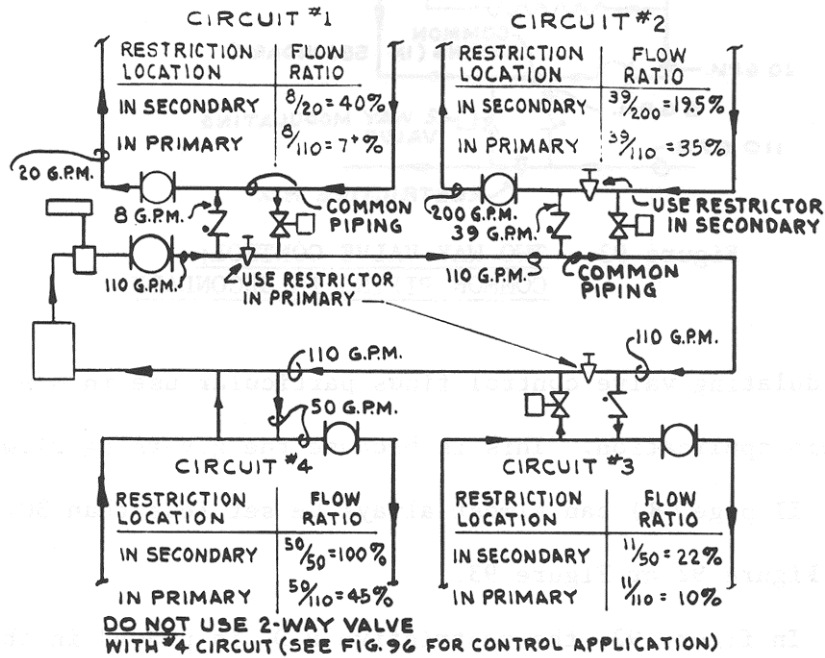 CIRCUIT #1
RESTRICTION LOCATION FLOW RATIO
IN SECONDARY 8/20=40%
IN PRIMARY 8/110=7+%
CIRCUIT #2
RESTRICTION LOCATION FLOW RATIO
IN SECONDARY 39/200=19.5%
IN PRIMARY 39/110=35%
20 G.P.M.
8 G.P.M.
COMMON PIPING
200 G.P.M.
39 G.P.M.
USE RESTRICTOR IN SECONDARY
110 G.P.M.
USE RESTRICTOR IN PRIMARY
110 G.P.M.
COMMON PIPING
110 G.P.M.
110 G.P.M.
50 G.P.M.
CIRCUIT #4
RESTRICTION LOCATION FLOW RATIO
IN SECONDARY 50/50=100%
IN PRIMARY 50/110=45%
CIRCUIT #3
RESTRICTION LOCATION FLOW RATIO
IN SECONDARY 11/50=22%
IN PRIMARY 11/110=10%
DO NOT USE 2-WAY VALVE
WITH #4 CIRCUIT (SEE FIG. 96 FOR CONTROL APPLICATION)